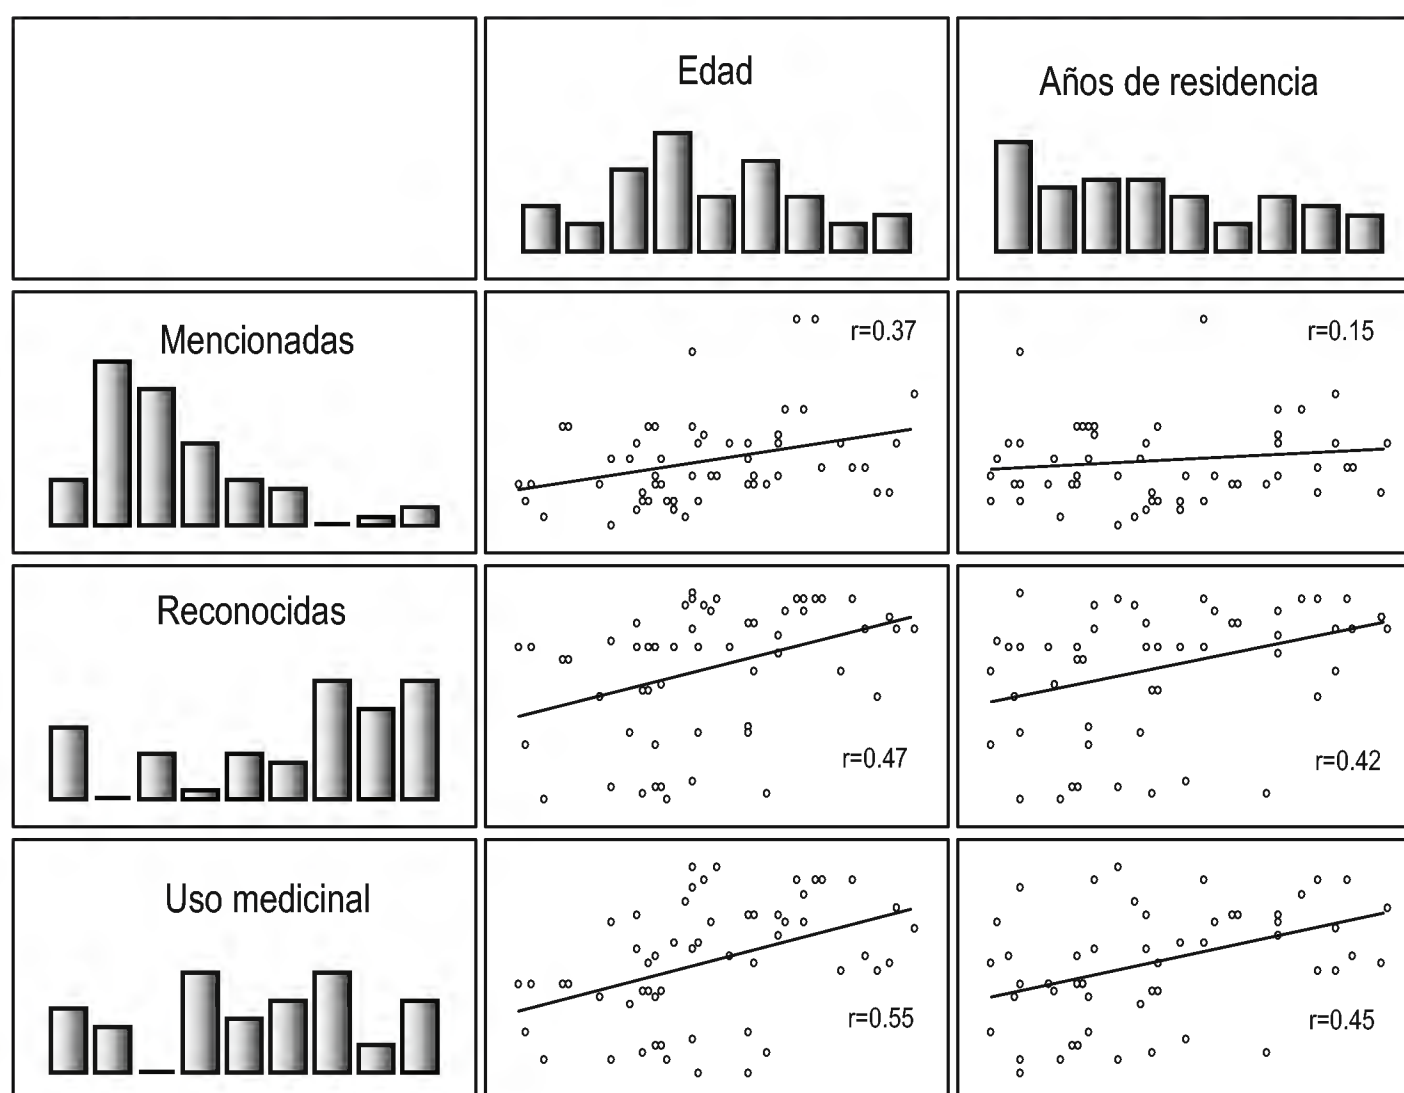 Edad
Años de residencia
Mencionadas
r=0.37
r=0.15
Reconocidas
r=0.47
r=0.42
Uso medicinal
r=0.55
r=0.45